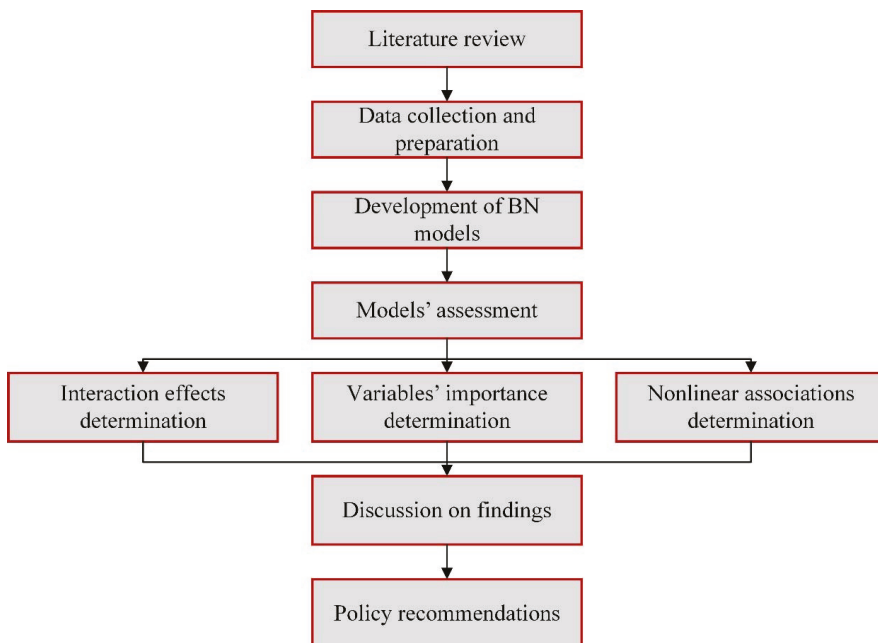 Literature review
Data collection and
preparation
Development of BN
models
Models’ assessment
Interaction effects
determination
Variables’ importance
determination
Nonlinear associations
determination
Discussion on findings
Policy recommendations